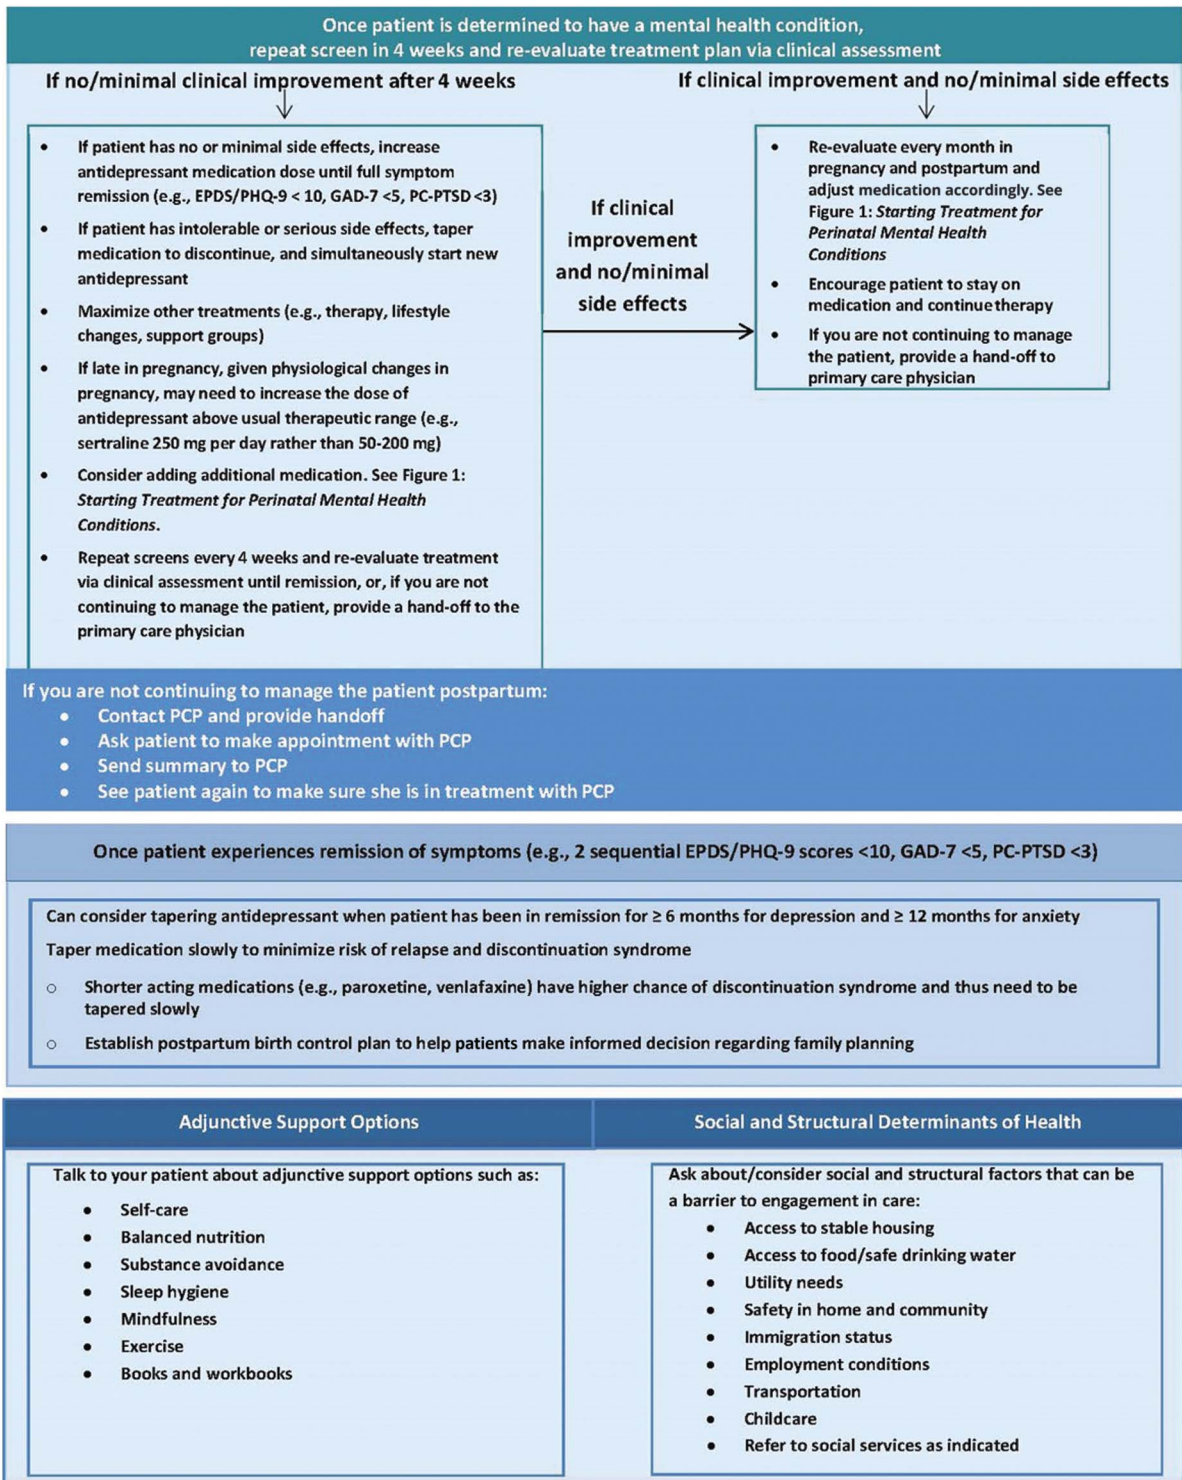 Once patient is determined to have a mental health condition,
repeat screen in 4 weeks and re-evaluate treatment plan via clinical assessment
If no/minimal clinical improvement after 4 weeks
• If patient has no or minimal side effects, increase
antidepressant medication dose until full symptom
remission (e.g., EPDS/PHQ-9 < 10, GAD-7 <5, PC-PTSD <3)
• If patient has intolerable or serious side effects, taper
medication to discontinue, and simultaneously start new
antidepressant
• Maximize other treatments (e.g., therapy, lifestyle
changes, support groups)
• If late in pregnancy, given physiological changes in
pregnancy, may need to increase the dose of
antidepressant above usual therapeutic range (e.g.,
sertraline 250 mg per day rather than 50-200 mg)
• Consider adding additional medication. See Figure 1:
Starting Treatment for Perinatal Mental Health
Conditions.
• Repeat screens every 4 weeks and re-evaluate treatment
via clinical assessment until remission, or, if you are not
continuing to manage the patient, provide a hand-off to the
primary care physician
If clinical
improvement
and no/minimal
side effects
If clinical improvement and no/minimal side effects
• Re-evaluate every month in
pregnancy and postpartum and
adjust medication accordingly. See
Figure 1: Starting Treatment for
Perinatal Mental Health
Conditions
• Encourage patient to stay on
medication and continue therapy
• If you are not continuing to manage
the patient, provide a hand-off to
primary care physician
If you are not continuing to manage the patient postpartum:
• Contact PCP and provide handoff
• Ask patient to make appointment with PCP
• Send summary to PCP
• See patient again to make sure she is in treatment with PCP
Once patient experiences remission of symptoms (e.g., 2 sequential EPDS/PHQ-9 scores <10, GAD-7 <5, PC-PTSD <3)
Can consider tapering antidepressant when patient has been in remission for ≥ 6 months for depression and ≥ 12 months for anxiety
Taper medication slowly to minimize risk of relapse and discontinuation syndrome
○ Shorter acting medications (e.g., paroxetine, venlafaxine) have higher chance of discontinuation syndrome and thus need to be
tapered slowly
○ Establish postpartum birth control plan to help patients make informed decision regarding family planning
Adjunctive Support Options
Talk to your patient about adjunctive support options such as:
• Self-care
• Balanced nutrition
• Substance avoidance
• Sleep hygiene
• Mindfulness
• Exercise
• Books and workbooks
Social and Structural Determinants of Health
Ask about/consider social and structural factors that can be
a barrier to engagement in care:
• Access to stable housing
• Access to food/safe drinking water
• Utility needs
• Safety in home and community
• Immigration status
• Employment conditions
• Transportation
• Childcare
• Refer to social services as indicated